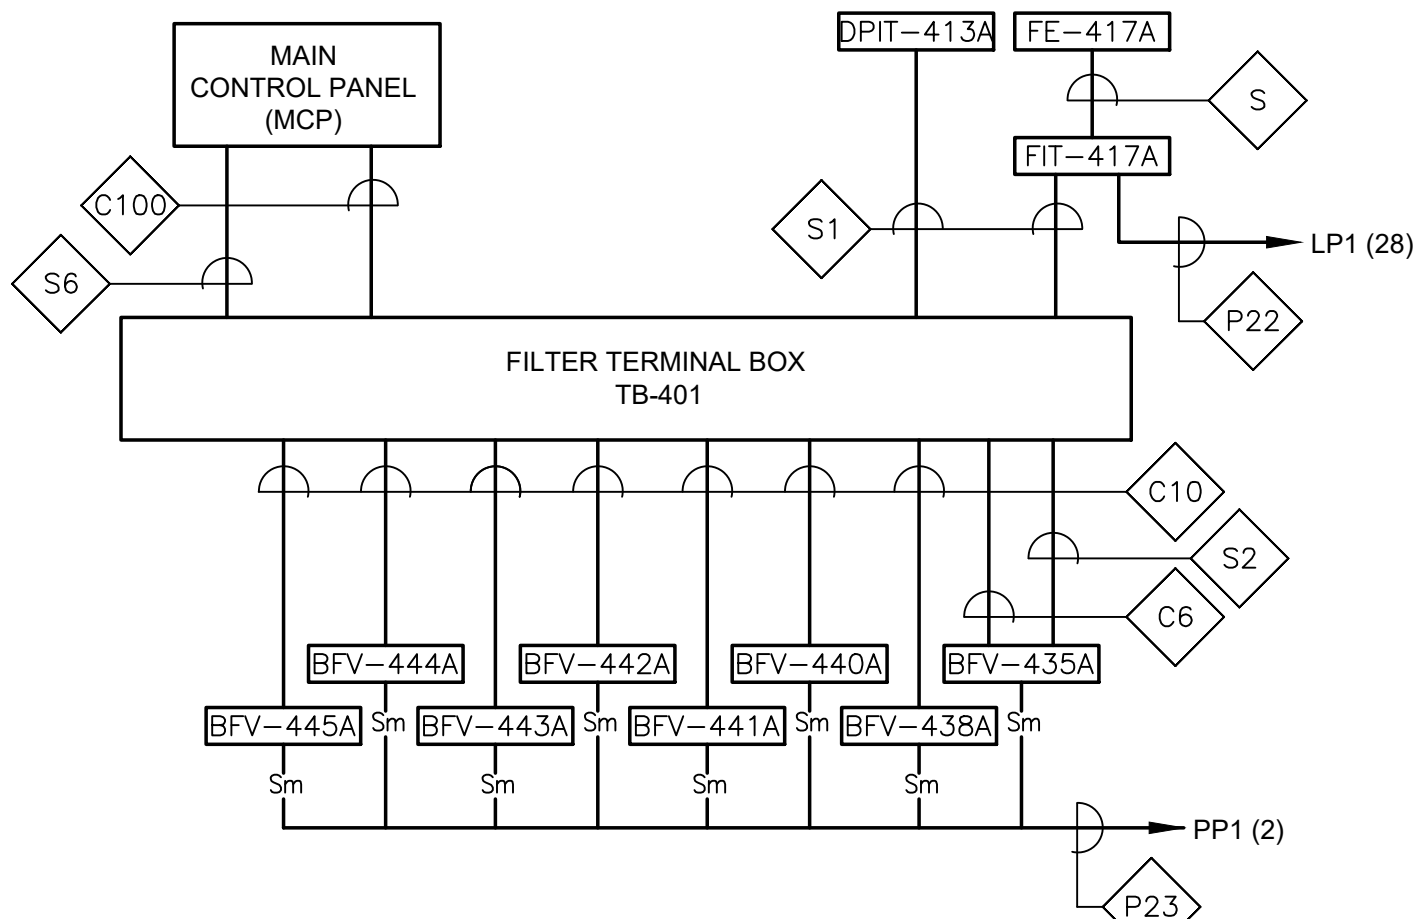 DPIT-413A
FE-417A
MAIN
CONTROL PANEL
(MCP)
S
FIT-417A
C100
S1
LP1 (28)
S6
P22
FILTER TERMINAL BOX
TB-401
C10
S2
C6
BFV-444A
BFV-442A
BFV-440A
BFV-435A
BFV-445A
Sm
BFV-443A
Sm
BFV-441A
Sm
BFV-438A
Sm
Sm
Sm
Sm
Sm
PP1 (2)
P23